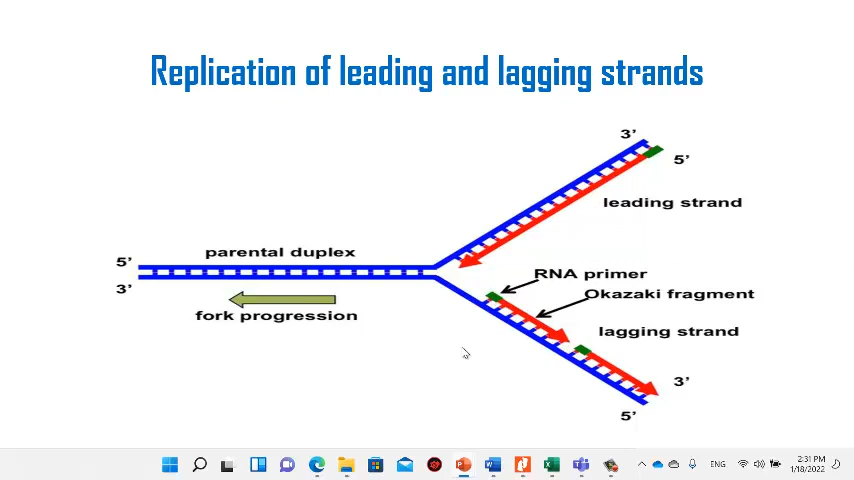 Replication of leading and lagging strands
3’
5’
leading strand
parental duplex
5’
3’
RNA primer
Okazaki fragment
fork progression
lagging strand
3’
5’
ENG
2:31 PM
1/18/2022